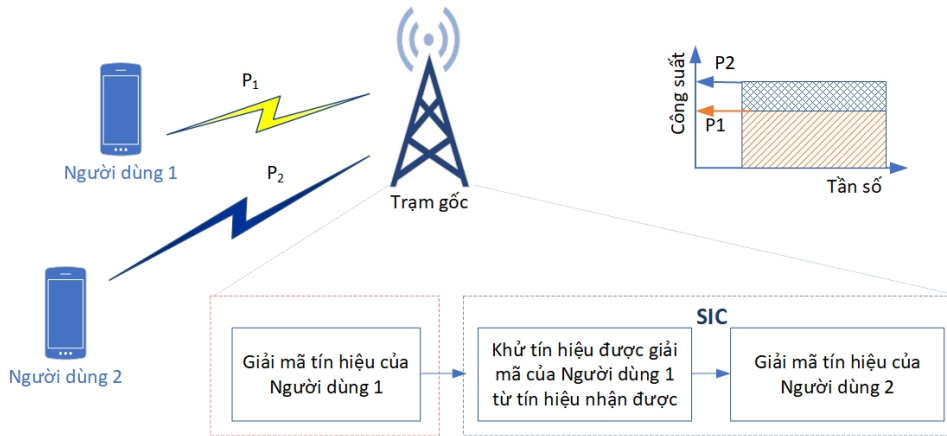 P1
Người dùng 1
P2
Người dùng 2
Trạm gốc
Công suất
P2
P1
Tần số
SIC
Giải mã tín hiệu của
Người dùng 1
Khử tín hiệu được giải
mã của Người dùng 1
từ tín hiệu nhận được
Giải mã tín hiệu của
Người dùng 2